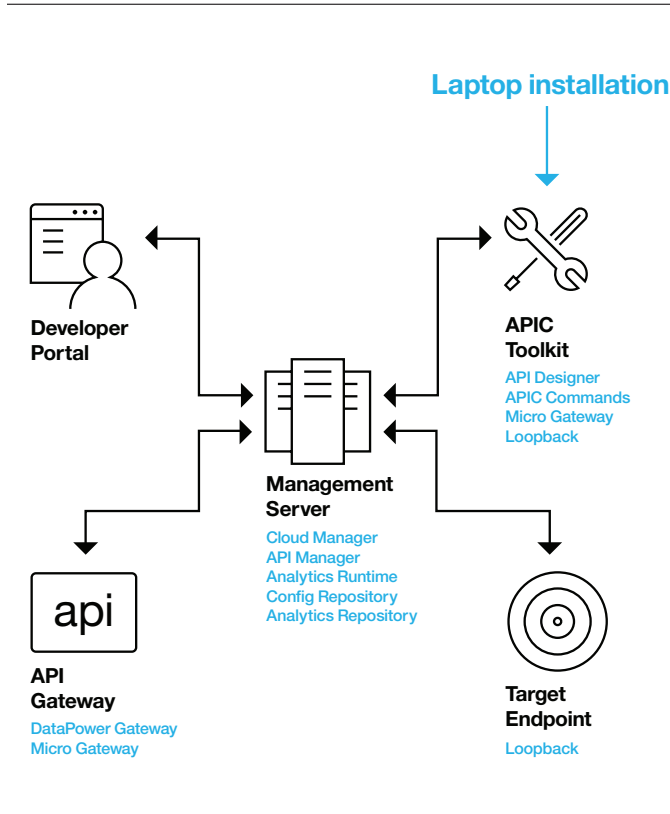 Laptop installation
Developer
Portal
APIC
Toolkit
API Designer
APIC Commands
Micro Gateway
Loopback
Management
Server
Cloud Manager
API Manager
Analytics Runtime
Config Repository
Analytics Repository
api
API
Gateway
DataPower Gateway
Micro Gateway
Target
Endpoint
Loopback